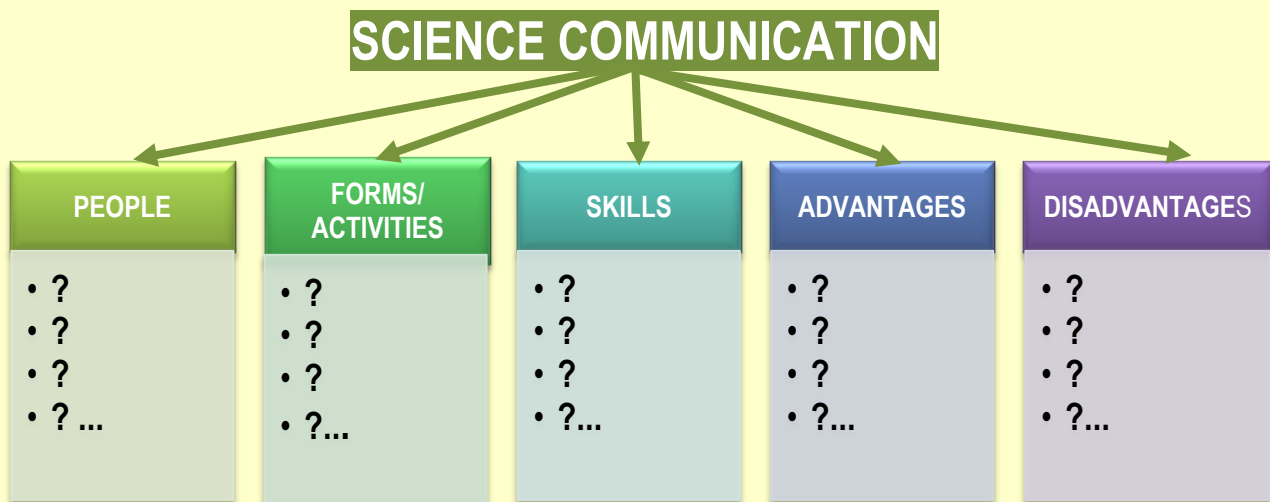 SCIENCE COMMUNICATION
PEOPLE
• ?
• ?
• ?
• ? ...
FORMS/
ACTIVITIES
• ?
• ?
• ?
• ?...
SKILLS
• ?
• ?
• ?
• ?...
ADVANTAGES
• ?
• ?
• ?
• ?...
DISADVANTAGES
• ?
• ?
• ?
• ?...